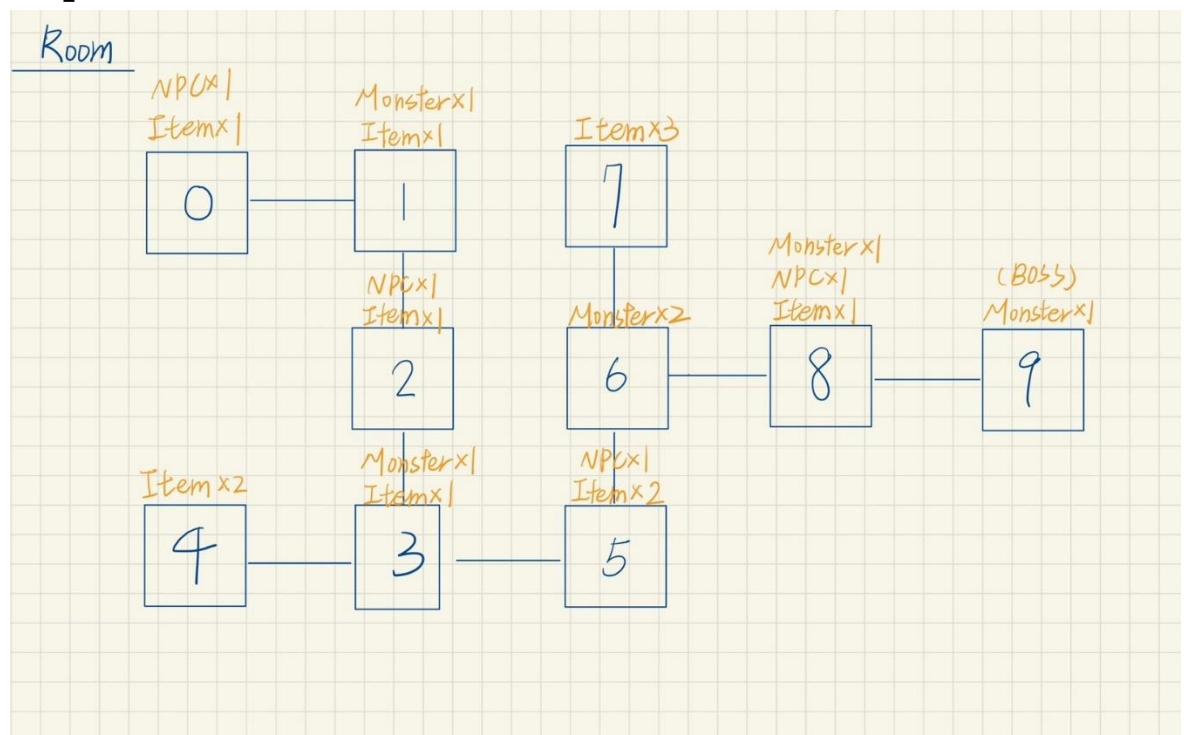 Room
NPC×1
Item×1
0
Monster×1
Item×1
1
Item×3
7
NPC×1
Item×1
2
Monster×2
6
Monster×1
NPC×1
Item×1
8
(BOSS)
Monster×1
9
Item×2
4
Monster×1
Item×1
3
NPC×1
Item×2
5